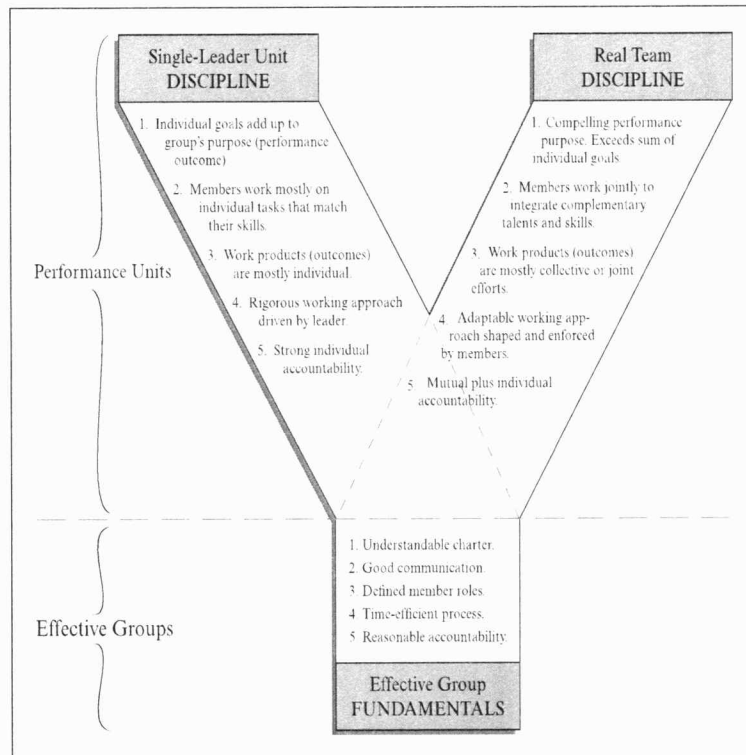 Single-Leader Unit
DISCIPLINE
1. Individual goals add up to
group's purpose (performance
outcome)
2. Members work mostly on
individual tasks that match
their skills.
3. Work products (outcomes)
are mostly individual.
4. Rigorous working approach
driven by leader.
5. Strong individual
accountability.
Real Team
DISCIPLINE
1. Compelling performance
purpose. Exceeds sum of
individual goals
2. Members work jointly to
integrate complementary
talents and skills.
3. Work products (outcomes)
are mostly collective or joint
efforts.
4. Adaptable working app-
roach shaped and enforced
by members.
5. Mutual plus individual
accountability.
Performance Units
1. Understandable charter.
2. Good communication.
3. Defined member roles.
4. Time-efficient process.
5. Reasonable accountability.
Effective Groups
Effective Group
FUNDAMENTALS